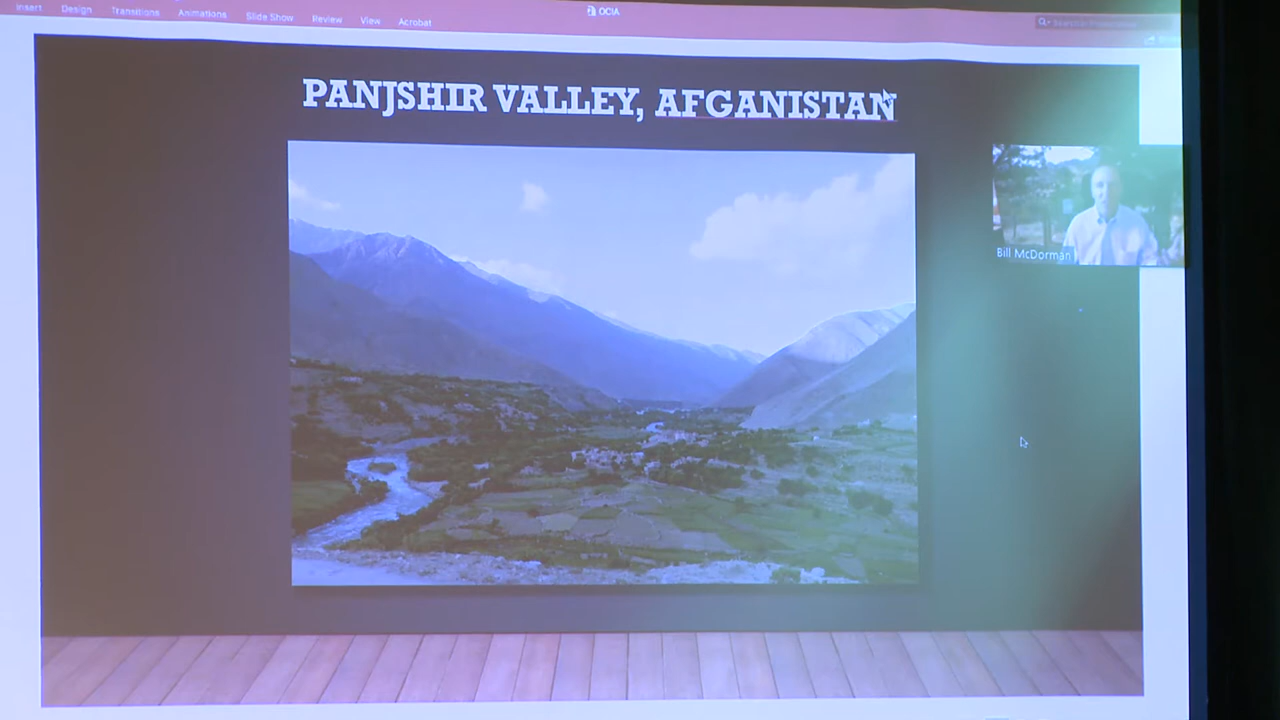 Insert Design Transitions Animations Slide Show Review View Acrobat
OCIA
PANJSHIR VALLEY, AFGANISTAN
Bill McDorman